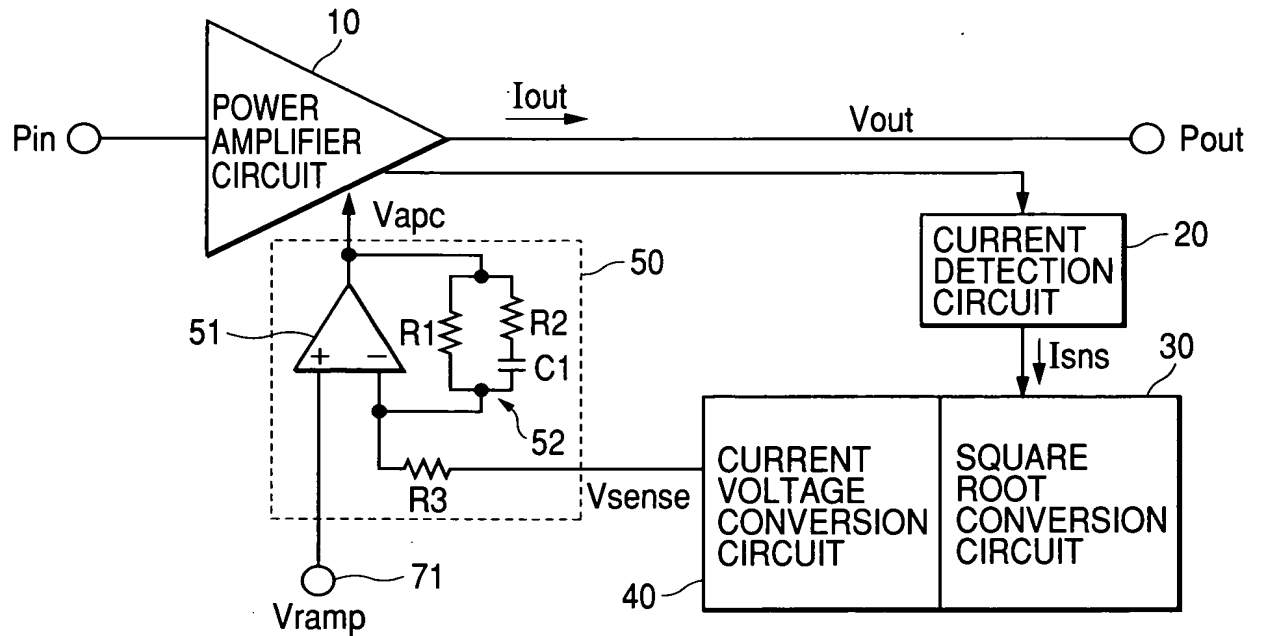 10
POWER
AMPLIFIER
CIRCUIT
Pin
Iout
Vout
Pout
Vapc
50
20
CURRENT
DETECTION
CIRCUIT
51
R1
R2
C1
+ −
52
Isns
30
R3
Vsense
CURRENT
VOLTAGE
CONVERSION
CIRCUIT
SQUARE
ROOT
CONVERSION
CIRCUIT
40
71
Vramp